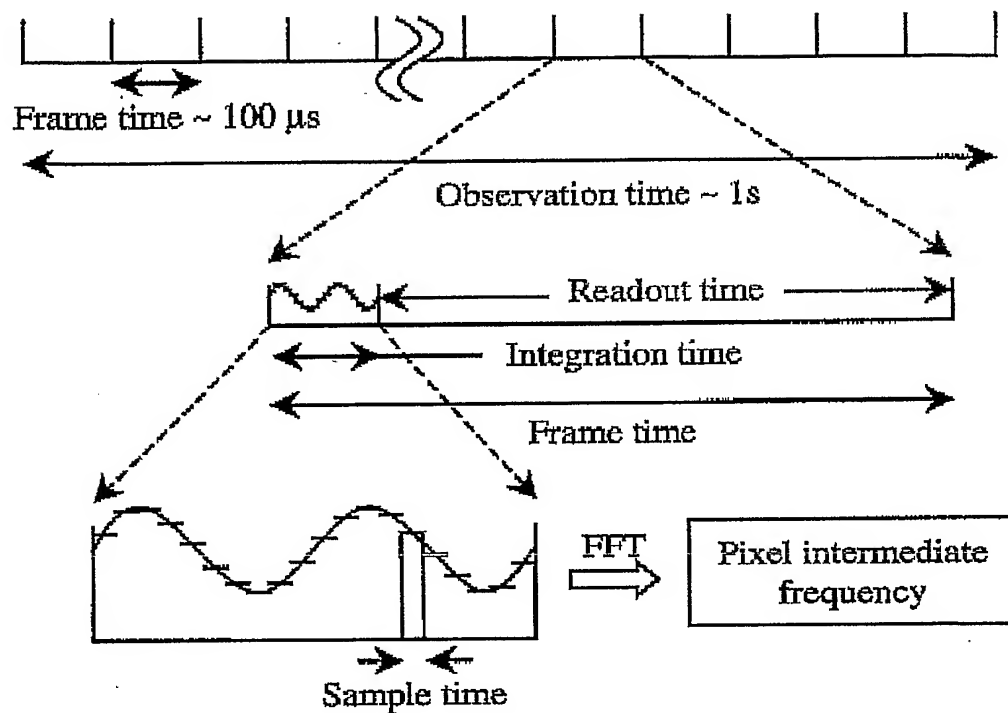 Frame time ~ 100 µs
Observation time ~ 1s
Readout time
Integration time
Frame time
FFT
Pixel intermediate
frequency
Sample time